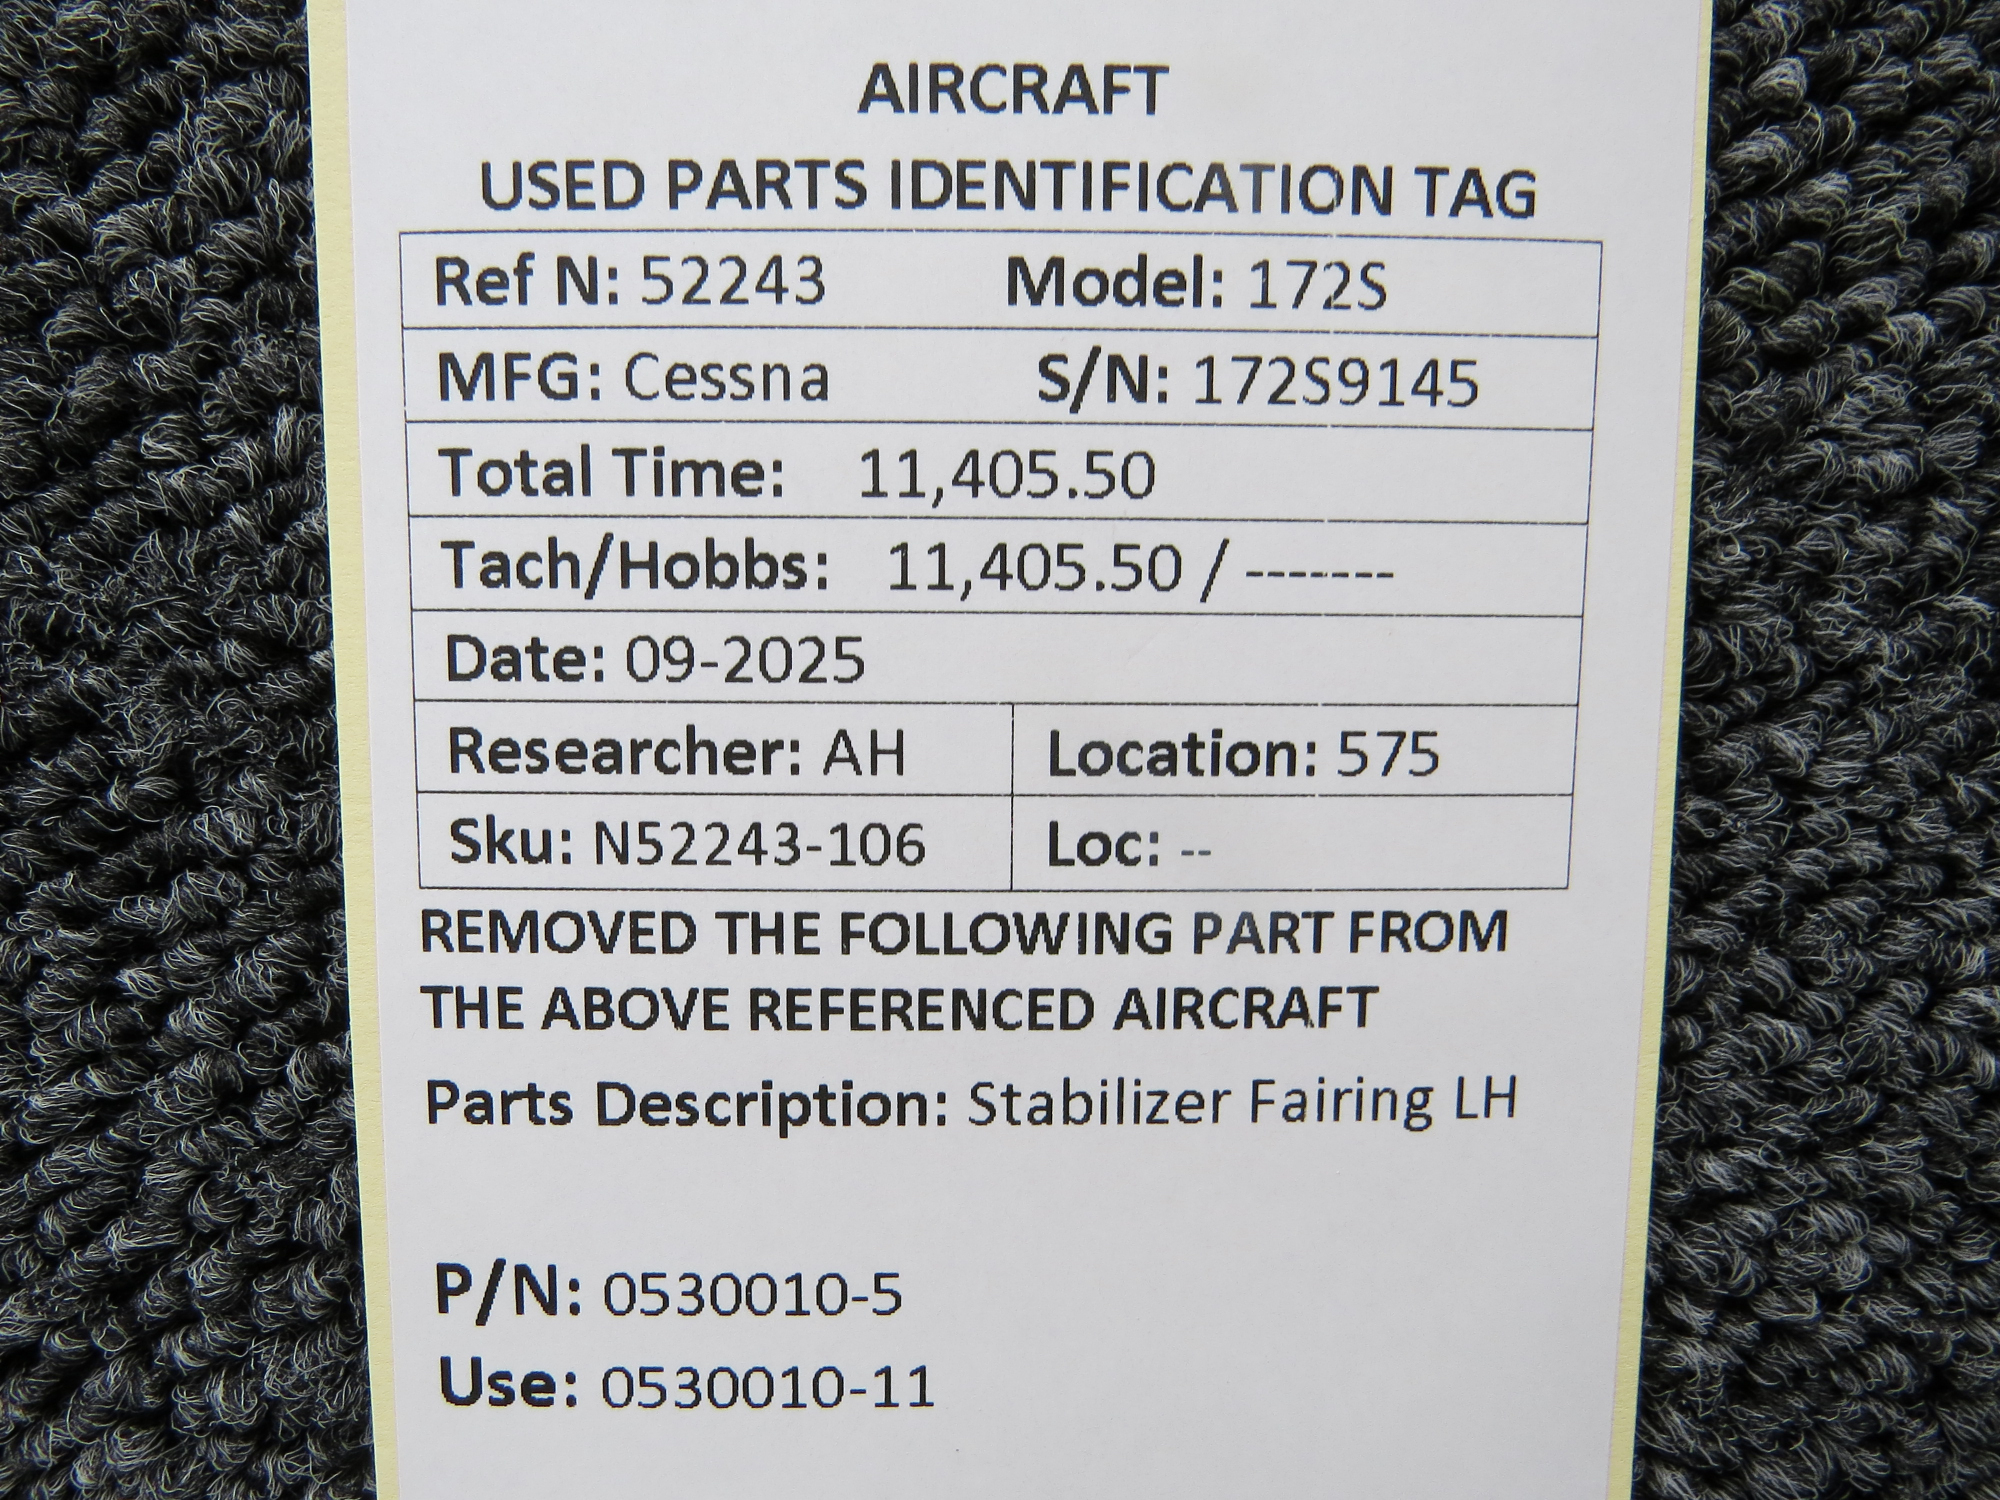 AIRCRAFT
USED PARTS IDENTIFICATION TAG
Ref N: 52243 Model: 172S
MFG: Cessna S/N: 172S9145
Total Time: 11,405.50
Tach/Hobbs: 11,405.50 / -------
Date: 09-2025
Researcher: AH Location: 575
Sku: N52243-106 Loc: --
REMOVED THE FOLLOWING PART FROM
THE ABOVE REFERENCED AIRCRAFT
Parts Description: Stabilizer Fairing LH
P/N: 0530010-5
Use: 0530010-11